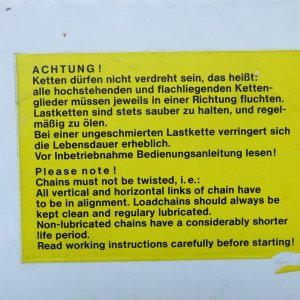 ACHTUNG!
Ketten dürfen nicht verdreht sein, das heißt:
alle hochstehenden und flachliegenden Ketten-
glieder müssen jeweils in einer Richtung fluchten.
Lastketten sind stets sauber zu halten, und regel-
mäßig zu ölen.
Bei einer ungeschmierten Lastkette verringert sich
die Lebensdauer erheblich.
Vor Inbetriebnahme Bedienungsanleitung lesen!
Please note!
Chains must not be twisted, i.e.:
All vertical and horizontal links of chain have
to be in alignment. Loadchains should always be
kept clean and regulary lubricated.
Non-lubricated chains have a considerably shorter
life period.
Read working instructions carefully before starting!